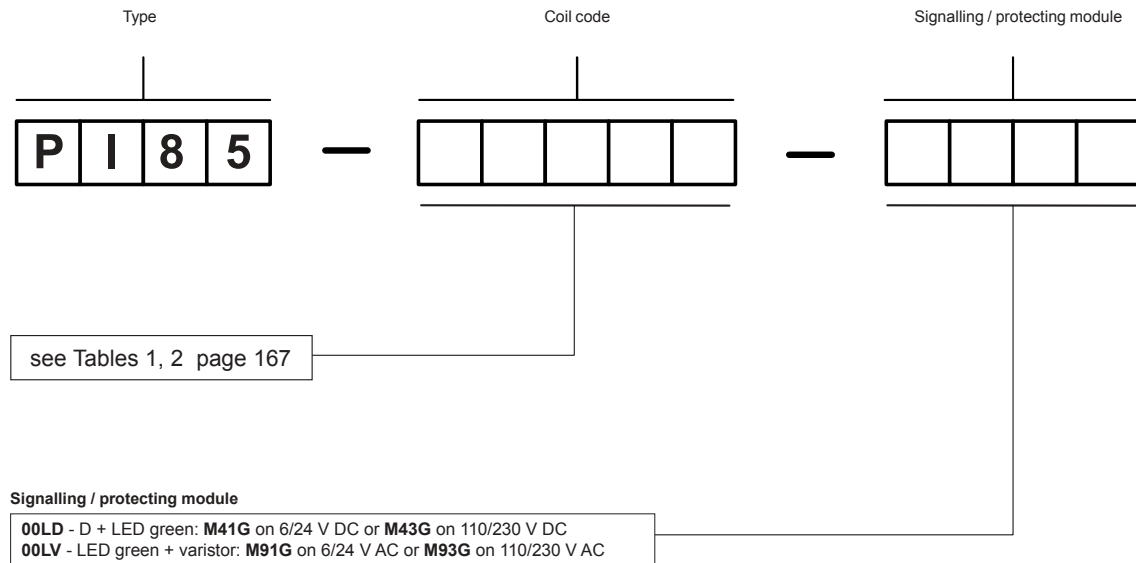 Type
Coil code
Signalling / protecting module
PI85 — —
see Tables 1, 2 page 167
Signalling / protecting module
00LD - D + LED green: M41G on 6/24 V DC or M43G on 110/230 V DC
00LV - LED green + varistor: M91G on 6/24 V AC or M93G on 110/230 V AC